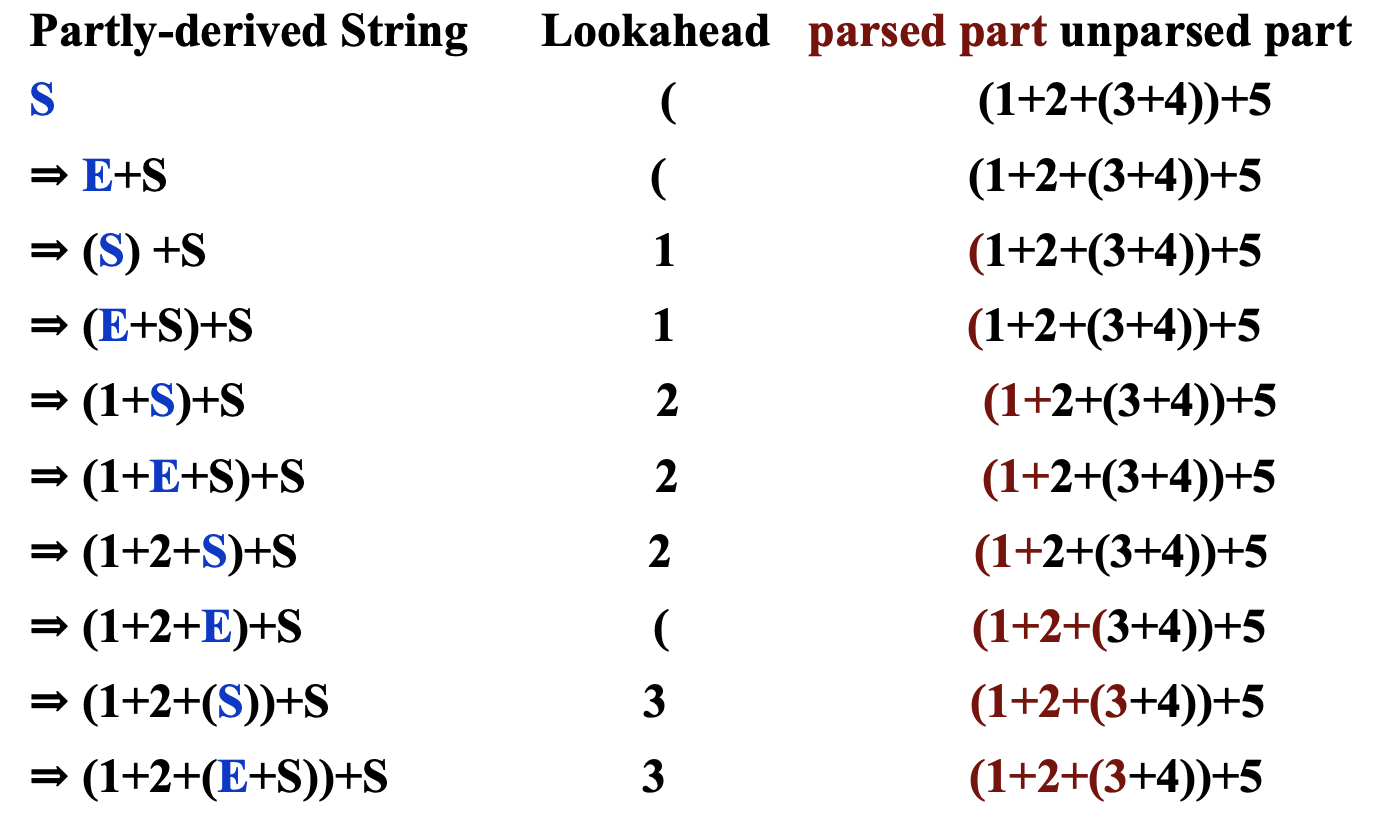 Partly-derived String Lookahead parsed part unparsed part
S ( (1+2+(3+4))+5
⇒ E+S ( (1+2+(3+4))+5
⇒ (S) +S 1 (1+2+(3+4))+5
⇒ (E+S)+S 1 (1+2+(3+4))+5
⇒ (1+S)+S 2 (1+2+(3+4))+5
⇒ (1+E+S)+S 2 (1+2+(3+4))+5
⇒ (1+2+S)+S 2 (1+2+(3+4))+5
⇒ (1+2+E)+S ( (1+2+(3+4))+5
⇒ (1+2+(S))+S 3 (1+2+(3+4))+5
⇒ (1+2+(E+S))+S 3 (1+2+(3+4))+5